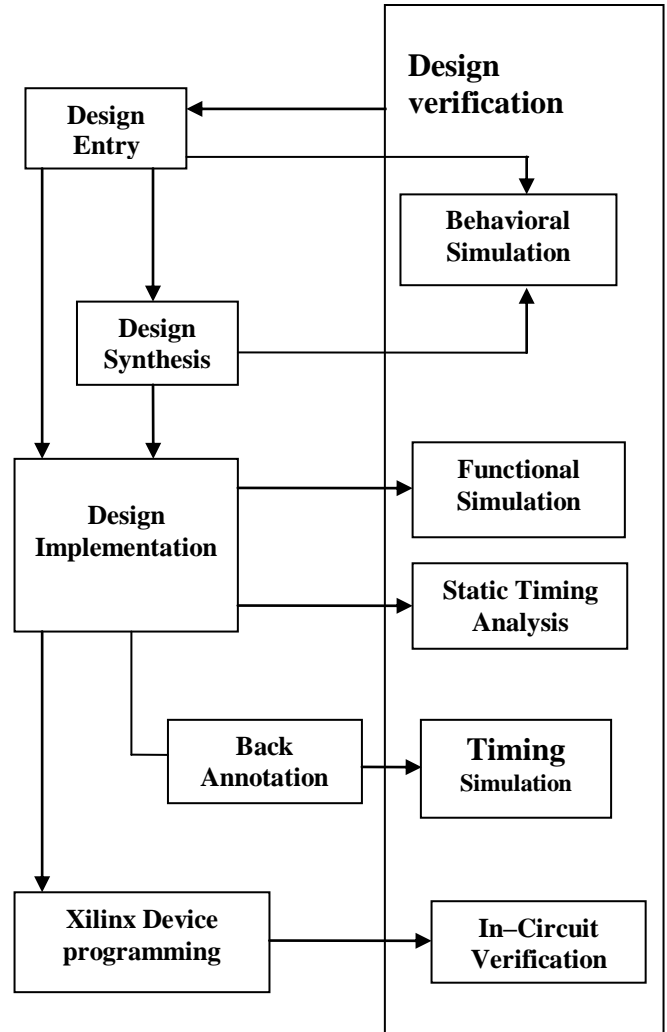 Design
verification
Design
Entry
Behavioral
Simulation
Design
Synthesis
Functional
Simulation
Design
Implementation
Static Timing
Analysis
Back
Annotation
Timing
Simulation
Xilinx Device
programming
In–Circuit
Verification